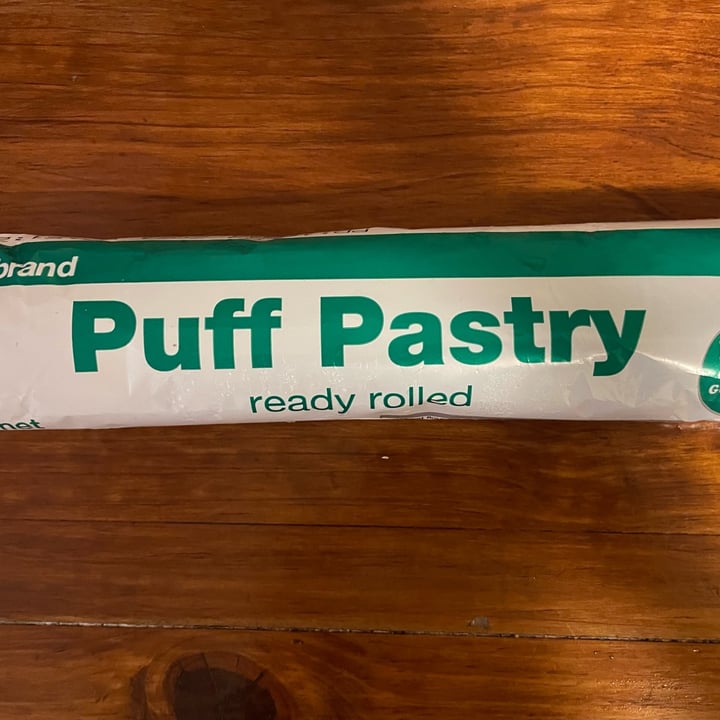 brand
Puff Pastry
ready rolled
net